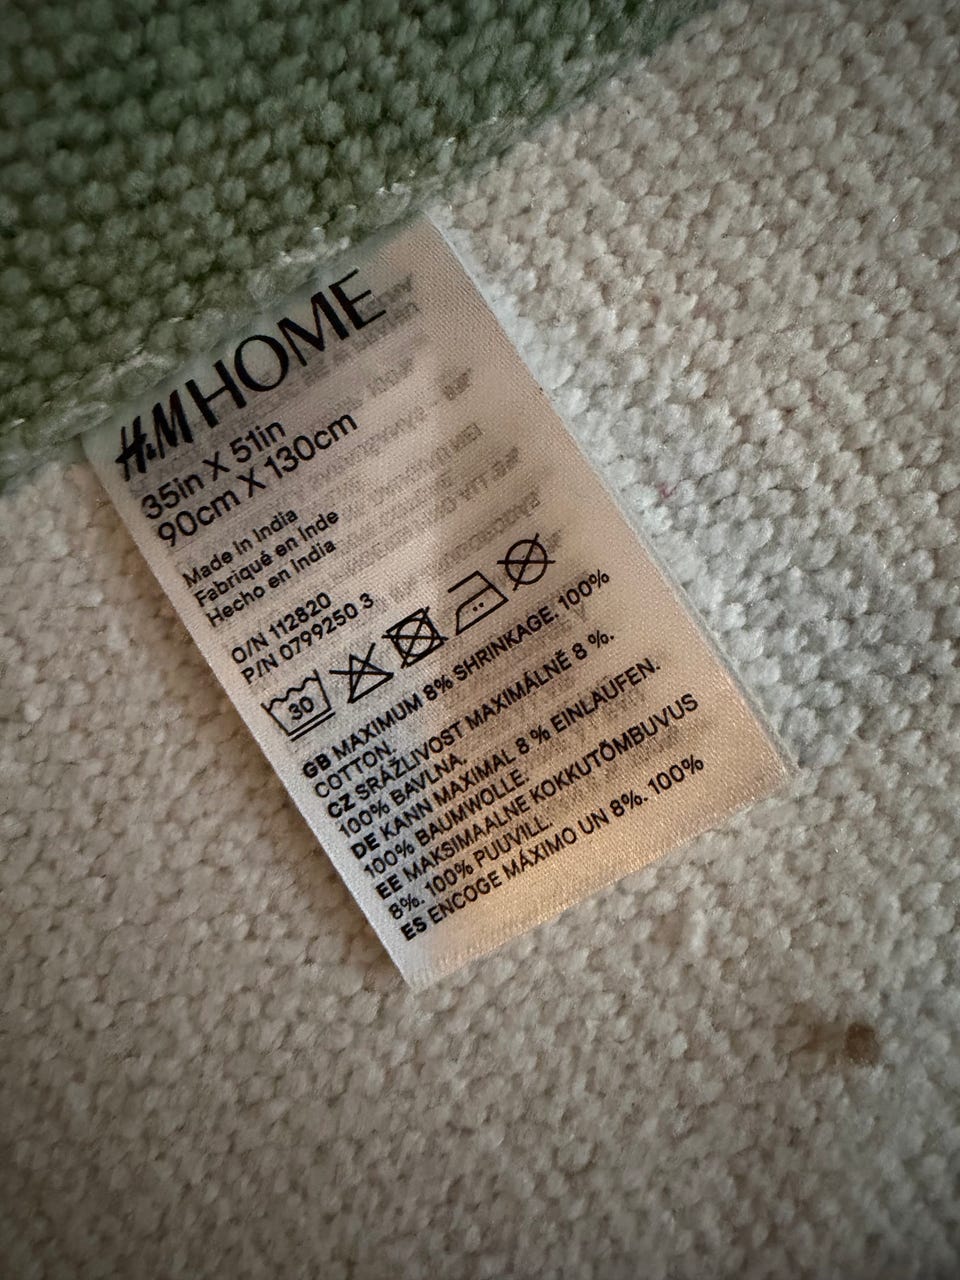 H&M HOME
35in X 51in
90cm X 130cm
Made in India
Fabriqué en Inde
Hecho en India
O/N 112820
P/N 0799250 3
30
GB MAXIMUM 8% SHRINKAGE. 100%
COTTON.
CZ SRÁŽLIVOST MAXIMÁLNĚ 8 %.
100% BAVLNA.
DE KANN MAXIMAL 8 % EINLAUFEN.
100% BAUMWOLLE.
EE MAKSIMAALNE KOKKUTÕMBUVUS
8%. 100% PUUVILL.
ES ENCOGE MÁXIMO UN 8%. 100%